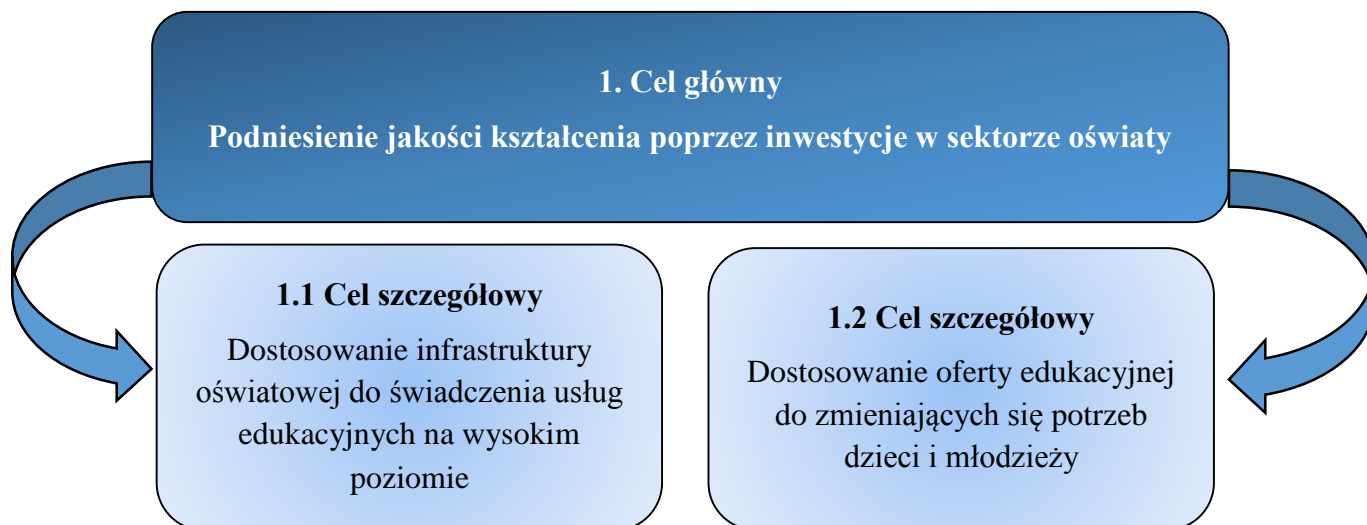 1. Cel główny
Podniesienie jakości kształcenia poprzez inwestycje w sektorze oświaty
1.1 Cel szczegółowy
Dostosowanie infrastruktury
oświatowej do świadczenia usług
edukacyjnych na wysokim
poziomie
1.2 Cel szczegółowy
Dostosowanie oferty edukacyjnej
do zmieniających się potrzeb
dzieci i młodzieży